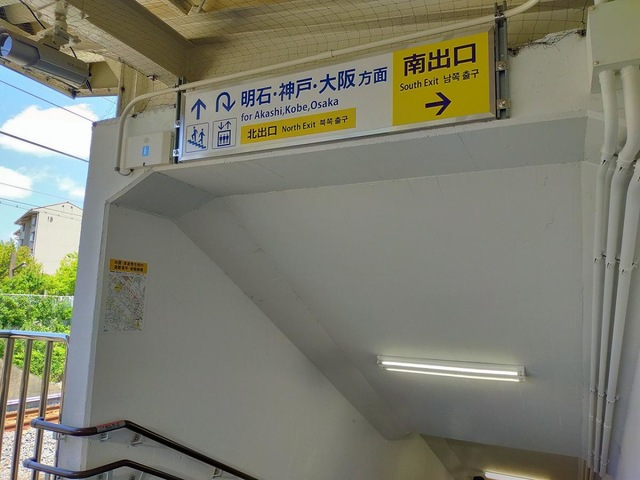 明石・神戸・大阪方面
for Akashi,Kobe,Osaka
北出口 North Exit 북쪽 출구
南出口
South Exit 남쪽 출구